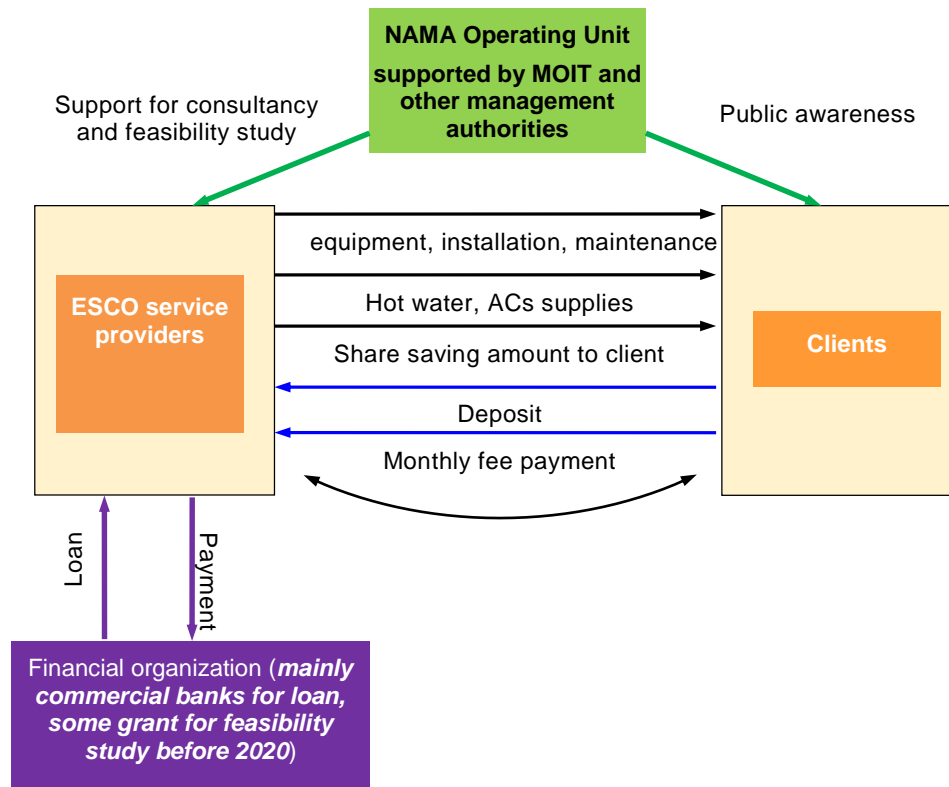 NAMA Operating Unit
supported by MOIT and
other management
authorities
Support for consultancy
and feasibility study
Public awareness
equipment, installation, maintenance
ESCO service
providers
Hot water, ACs supplies
Share saving amount to client
Clients
Deposit
Monthly fee payment
Loan
Payment
Financial organization (mainly
commercial banks for loan,
some grant for feasibility
study before 2020)